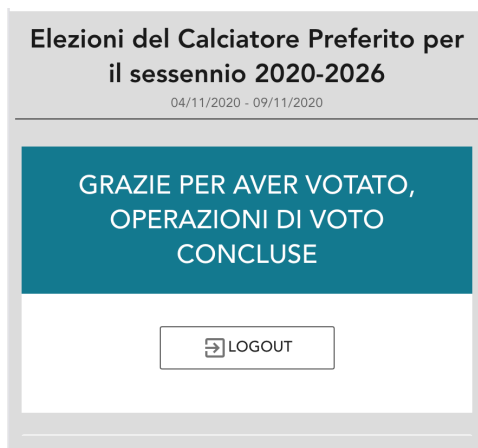 Elezioni del Calciatore Preferito per
il sessennio 2020-2026
04/11/2020 - 09/11/2020
GRAZIE PER AVER VOTATO,
OPERAZIONI DI VOTO
CONCLUSE
LOGOUT